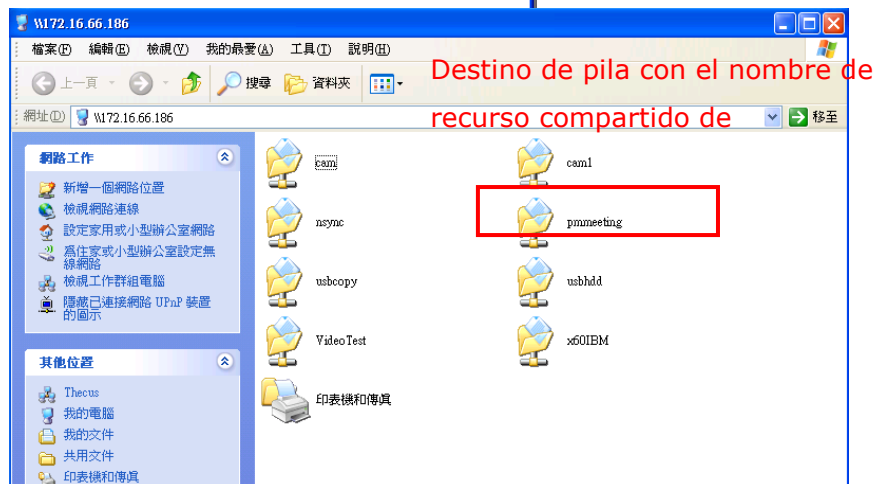 \\172.16.66.186
檔案(F) 編輯(E) 檢視(V) 我的最愛(A) 工具(T) 說明(H)
上一頁 搜尋 資料夾
Destino de pila con el nombre de
recurso compartido de
網址(D) \\172.16.66.186 移至
網路工作
新增一個網路位置
檢視網路連線
設定家用或小型辦公室網路
爲住家或小型辦公室設定無
線網路
檢視工作群組電腦
隱藏已連接網路 UPnP 裝置
的圖示
其他位置
Thecus
我的電腦
我的文件
共用文件
印表機和傳真
cam
cam1
nsync
pmmeeting
usbcopy
usbhdd
VideoTest
x60IBM
印表機和傳真